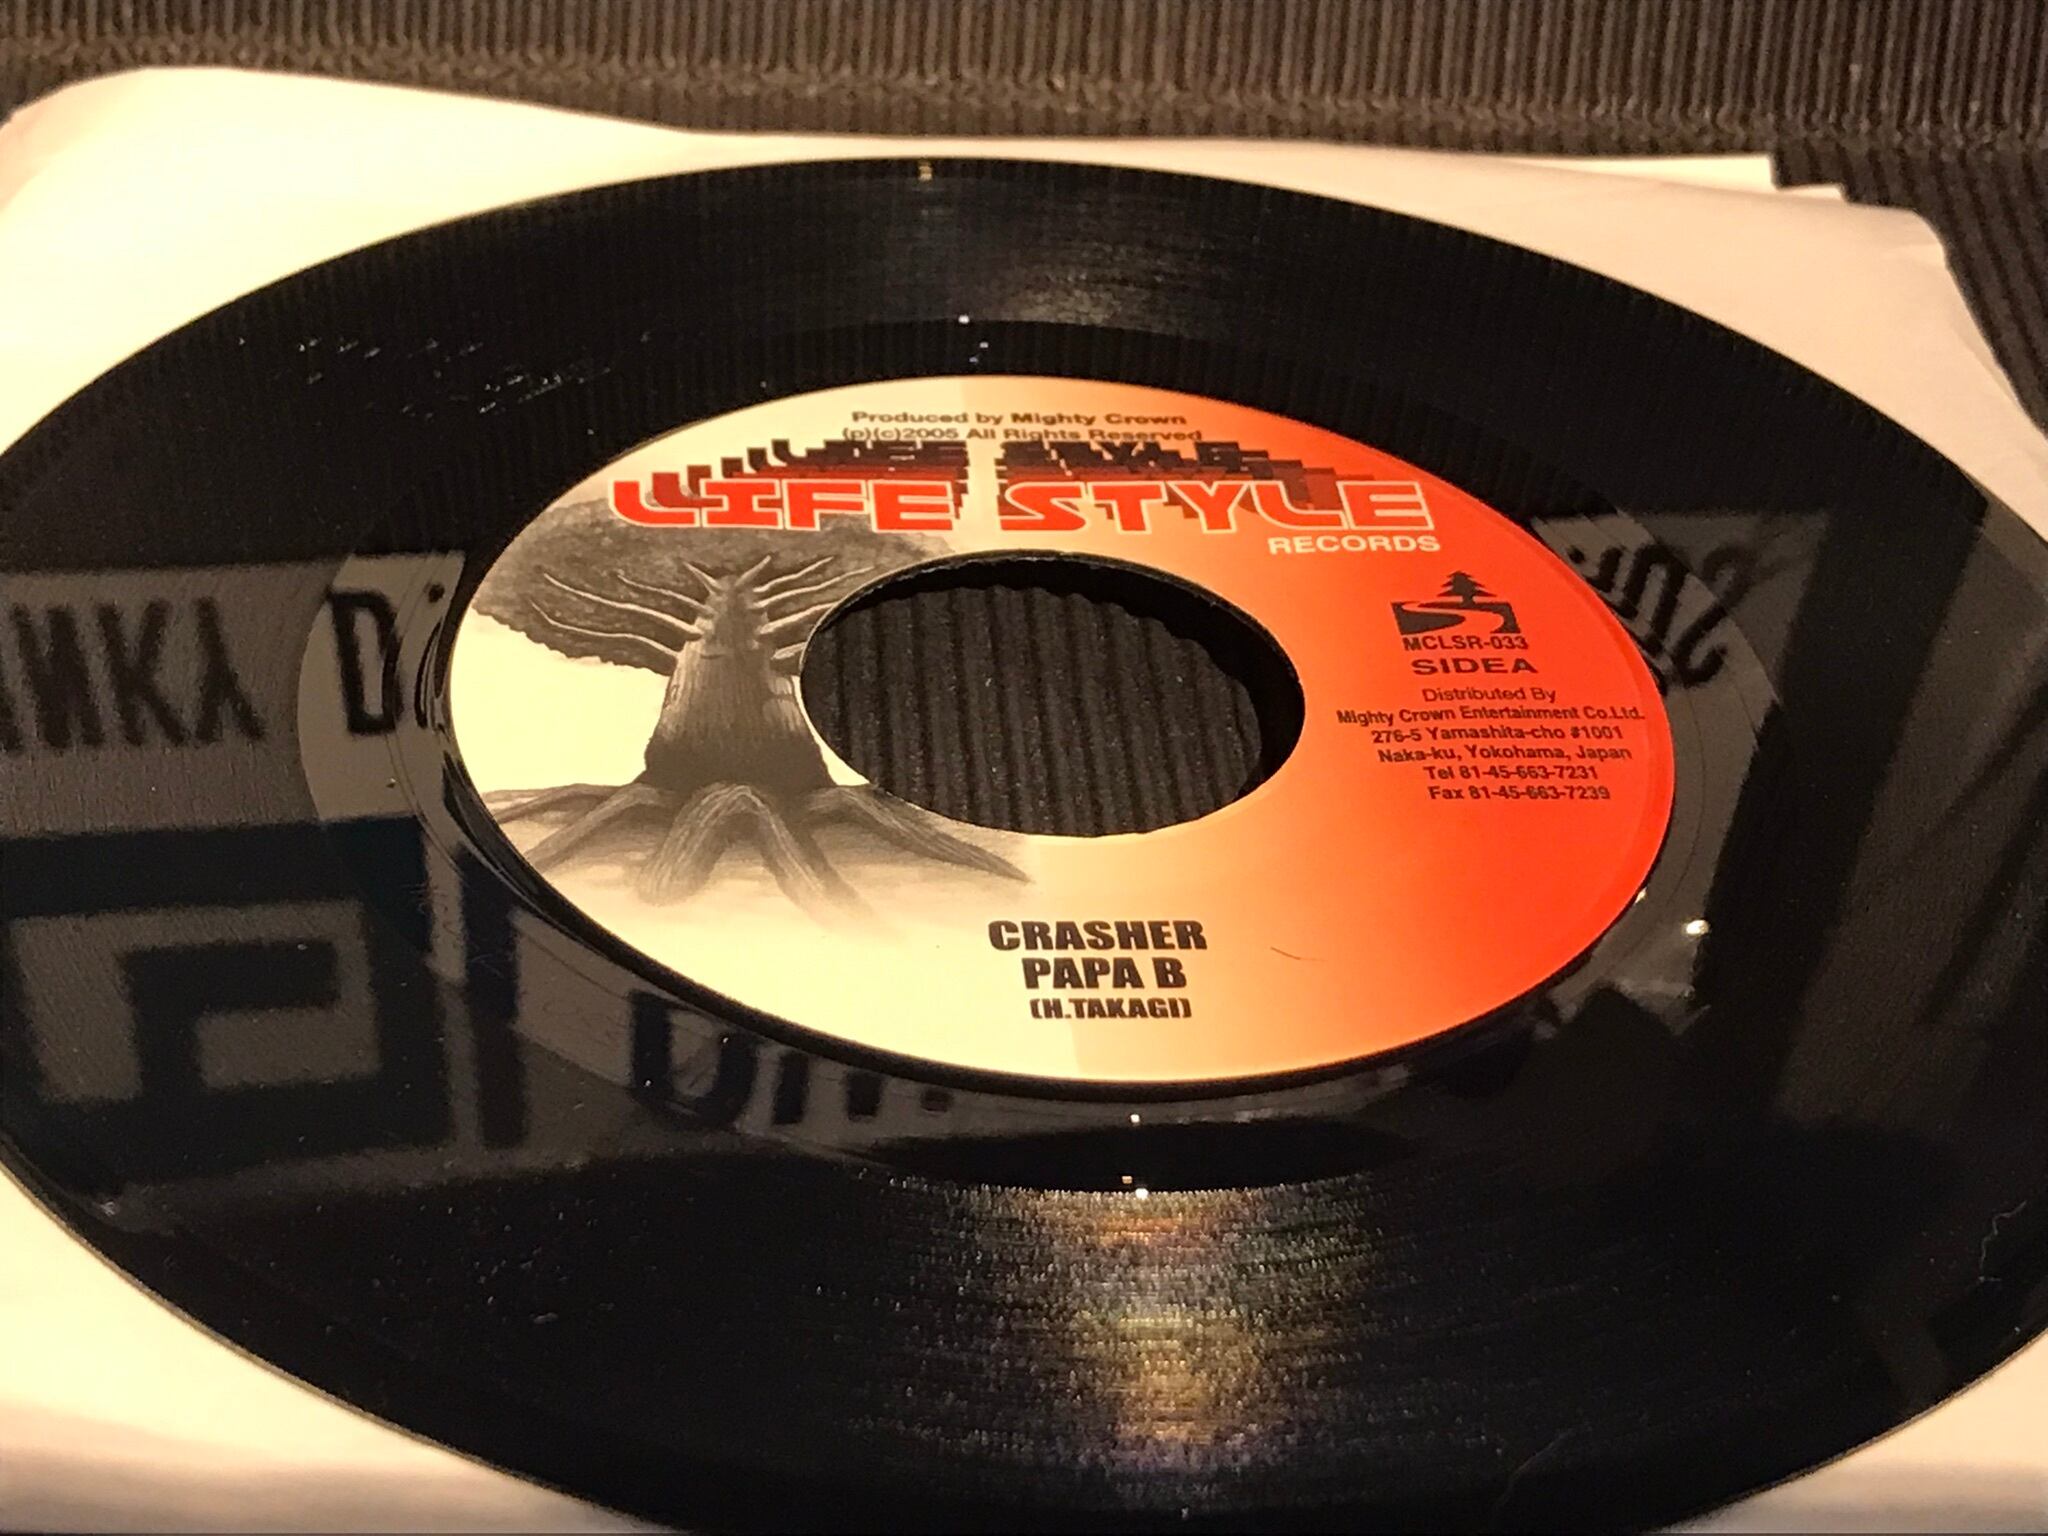 Produced by Mighty Crown
(p)(c)2005 All Rights Reserved
LIFE STYLE
RECORDS
MCLSR-033
SIDEA
Distributed By
Mighty Crown Entertainment Co.Ltd.
276-5 Yamashita-cho #1001
Naka-ku, Yokohama, Japan
Tel 81-45-663-7231
Fax 81-45-663-7239
CRASHER
PAPA B
(H.TAKAGI)